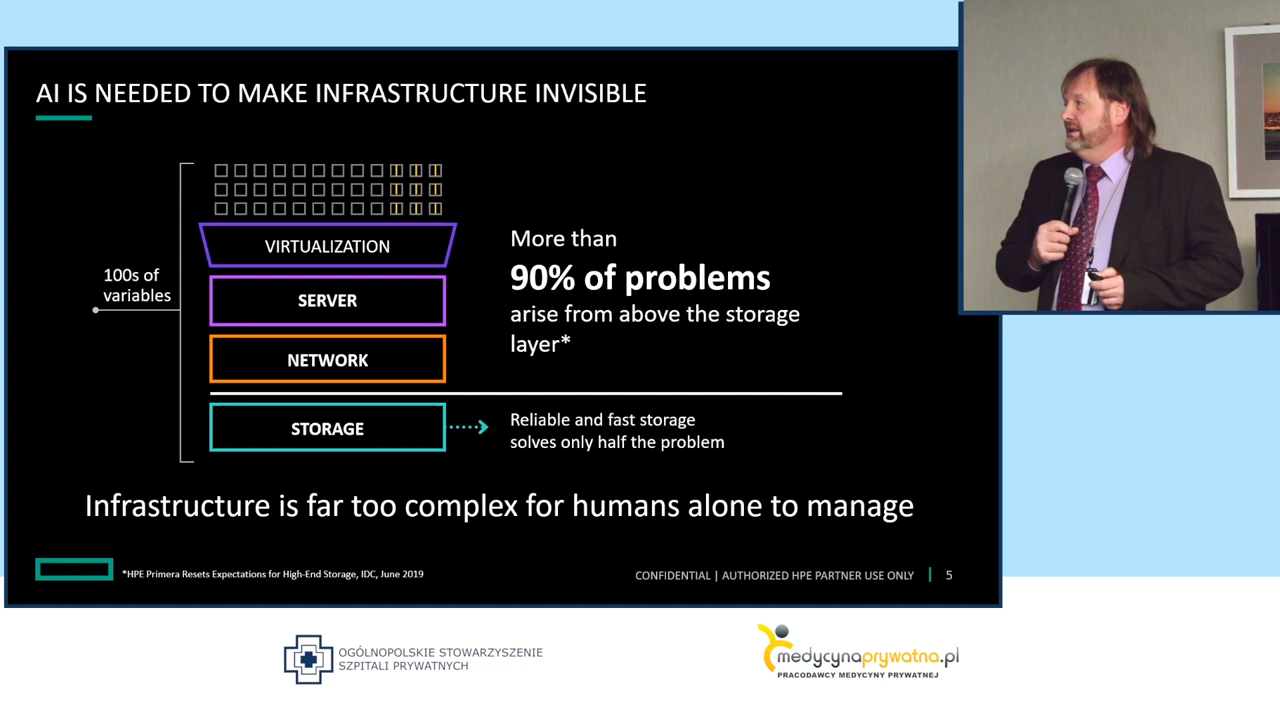 AI IS NEEDED TO MAKE INFRASTRUCTURE INVISIBLE
100s of
variables
VIRTUALIZATION
SERVER
NETWORK
STORAGE
More than
90% of problems
arise from above the storage
layer*
Reliable and fast storage
solves only half the problem
Infrastructure is far too complex for humans alone to manage
*HPE Primera Resets Expectations for High-End Storage, IDC, June 2019
CONFIDENTIAL | AUTHORIZED HPE PARTNER USE ONLY | 5
OGÓLNOPOLSKIE STOWARZYSZENIE
SZPITALI PRYWATNYCH
medycynaprywatna.pl
PRACODAWCY MEDYCYNY PRYWATNEJ